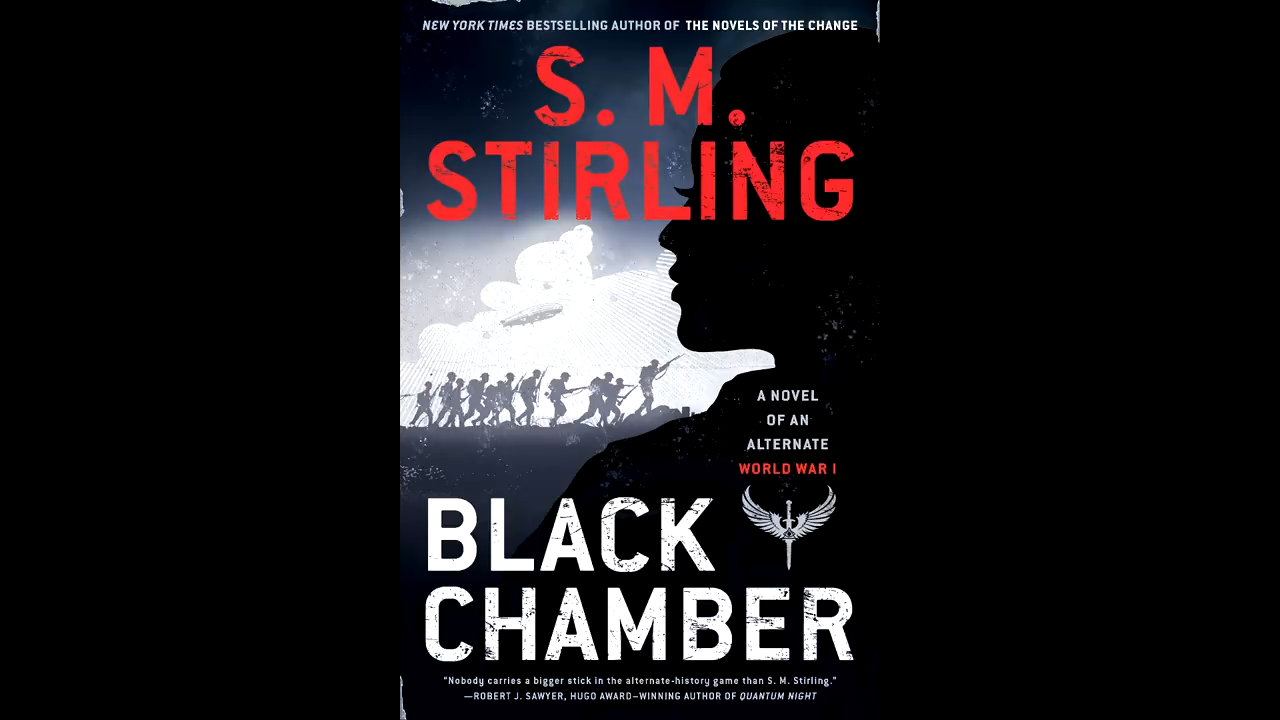 NEW YORK TIMES BESTSELLING AUTHOR OF THE NOVELS OF THE CHANGE
S. M.
STIRLING
A NOVEL
OF AN
ALTERNATE
WORLD WAR I
BLACK
CHAMBER
"Nobody carries a bigger stick in the alternate-history game than S. M. Stirling."
—ROBERT J. SAWYER, HUGO AWARD–WINNING AUTHOR OF QUANTUM NIGHT